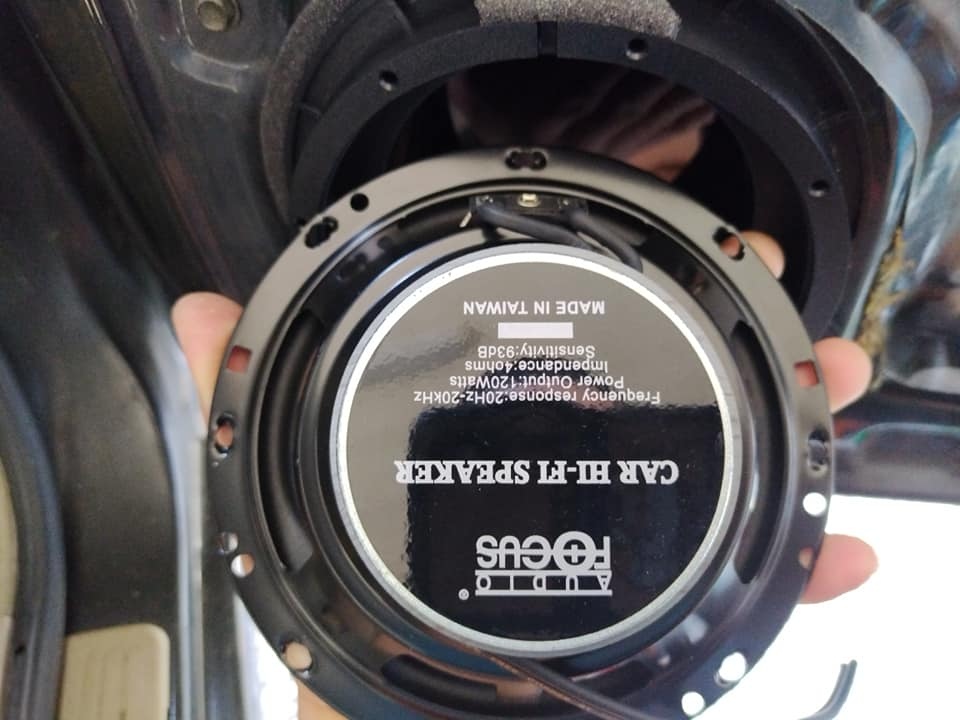 AUDIO®
FOCUS
CAR HI-FI SPEAKER
Frequency response:20Hz-20kHz
Power Output:120Watts
Impendance:4ohms
Sensitivity:93dB
MADE IN TAIWAN